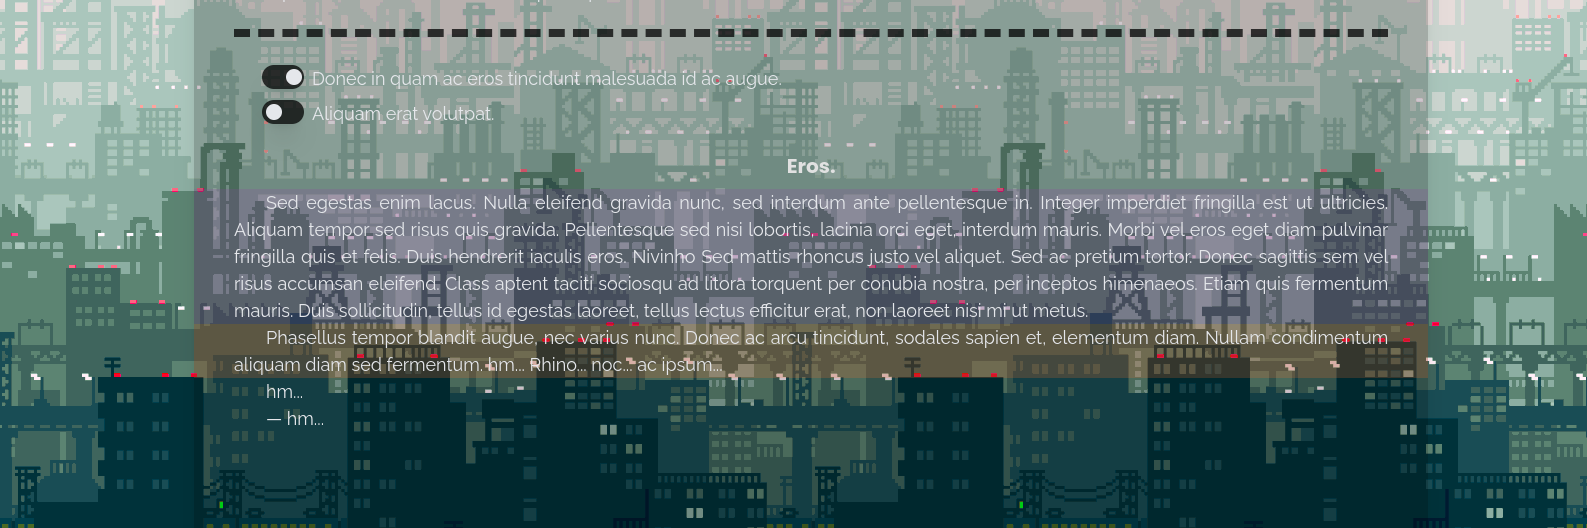 Donec in quam ac eros tincidunt malesuada id ac augue.
Aliquam erat volutpat.
Eros.
Sed egestas enim lacus. Nulla eleifend gravida nunc, sed interdum ante pellentesque in. Integer imperdiet fringilla est ut ultricies.
Aliquam tempor sed risus quis gravida. Pellentesque sed nisi lobortis, lacinia orci eget, interdum mauris. Morbi vel eros eget diam pulvinar
fringilla quis et felis. Duis hendrerit iaculis eros. Nivinho Sed mattis rhoncus justo vel aliquet. Sed ac pretium tortor. Donec sagittis sem vel
risus accumsan eleifend. Class aptent taciti sociosqu ad litora torquent per conubia nostra, per inceptos himenaeos. Etiam quis fermentum
mauris. Duis sollicitudin, tellus id egestas laoreet, tellus lectus efficitur erat, non laoreet nisi mi ut metus.
Phasellus tempor blandit augue, nec varius nunc. Donec ac arcu tincidunt, sodales sapien et, elementum diam. Nullam condimentum
aliquam diam sed fermentum. hm... Rhino... noc... ac ipsum...
hm...
— hm...